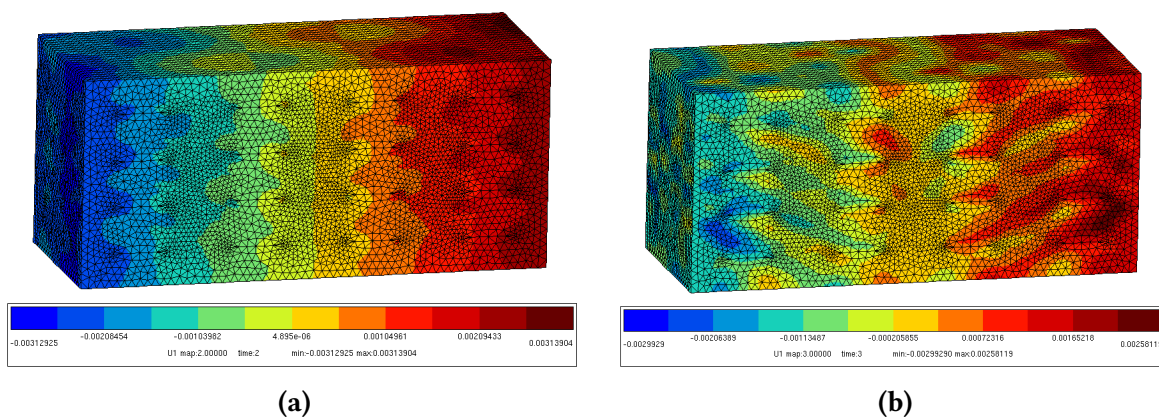 -0.00312925 -0.00208454 -0.00103982 4.895e-06 0.00104961 0.00209433 0.00313904
U1 map:2.00000 time:2 min:-0.00312925 max:0.00313904
-0.0029929 -0.00206389 -0.00113487 -0.000205855 0.00072316 0.00165218 0.00258119
U1 map:3.00000 time:3 min:-0.00299290 max:0.00258119
(a) (b)